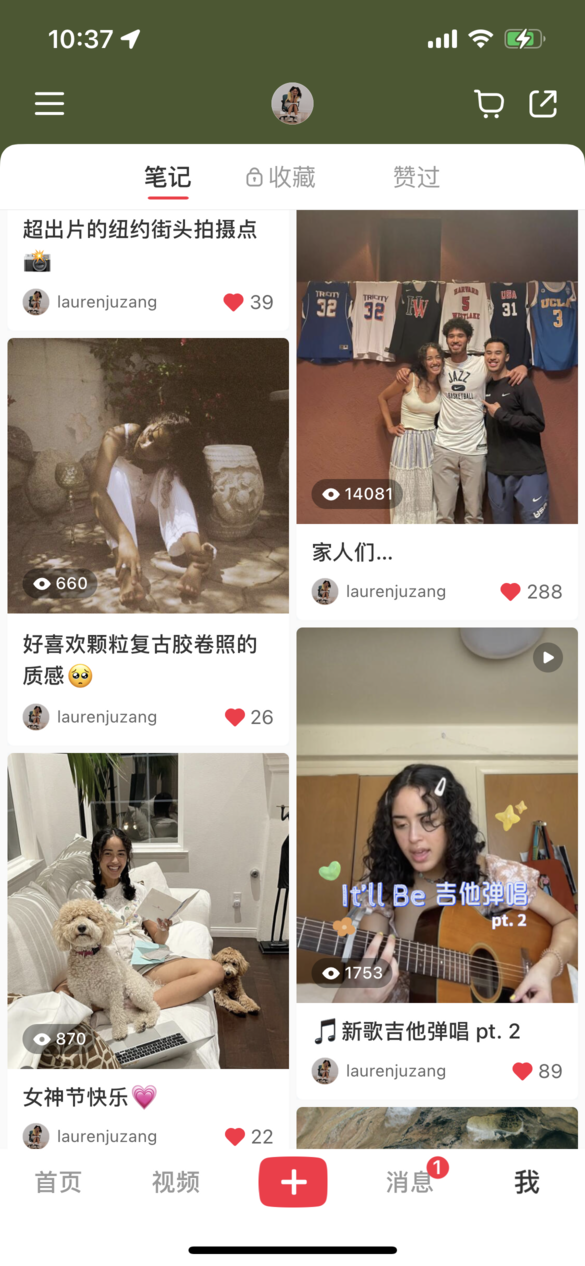 10:37
笔记
收藏
赞过
超出片的纽约街头拍摄点
📸
laurenjuzang
39
660
好喜欢颗粒复古胶卷照的
质感🥺
laurenjuzang
26
870
女神节快乐💗
laurenjuzang
22
TRICITY
32
TRICITY
32
HW
HARVARD
5
WESTLAKE
UBA
31
UCLA
3
JAZZ
BASKETBALL
14081
家人们...
laurenjuzang
288
It'll Be 吉他弹唱
pt. 2
1753
🎵新歌吉他弹唱 pt. 2
laurenjuzang
89
首页
视频
消息
1
我